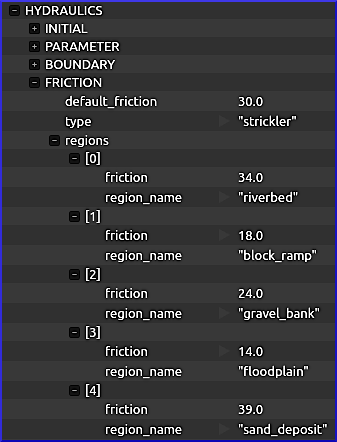 HYDRAULICS
INITIAL
PARAMETER
BOUNDARY
FRICTION
default_friction 30.0
type "strickler"
regions
[0]
friction 34.0
region_name "riverbed"
[1]
friction 18.0
region_name "block_ramp"
[2]
friction 24.0
region_name "gravel_bank"
[3]
friction 14.0
region_name "floodplain"
[4]
friction 39.0
region_name "sand_deposit"